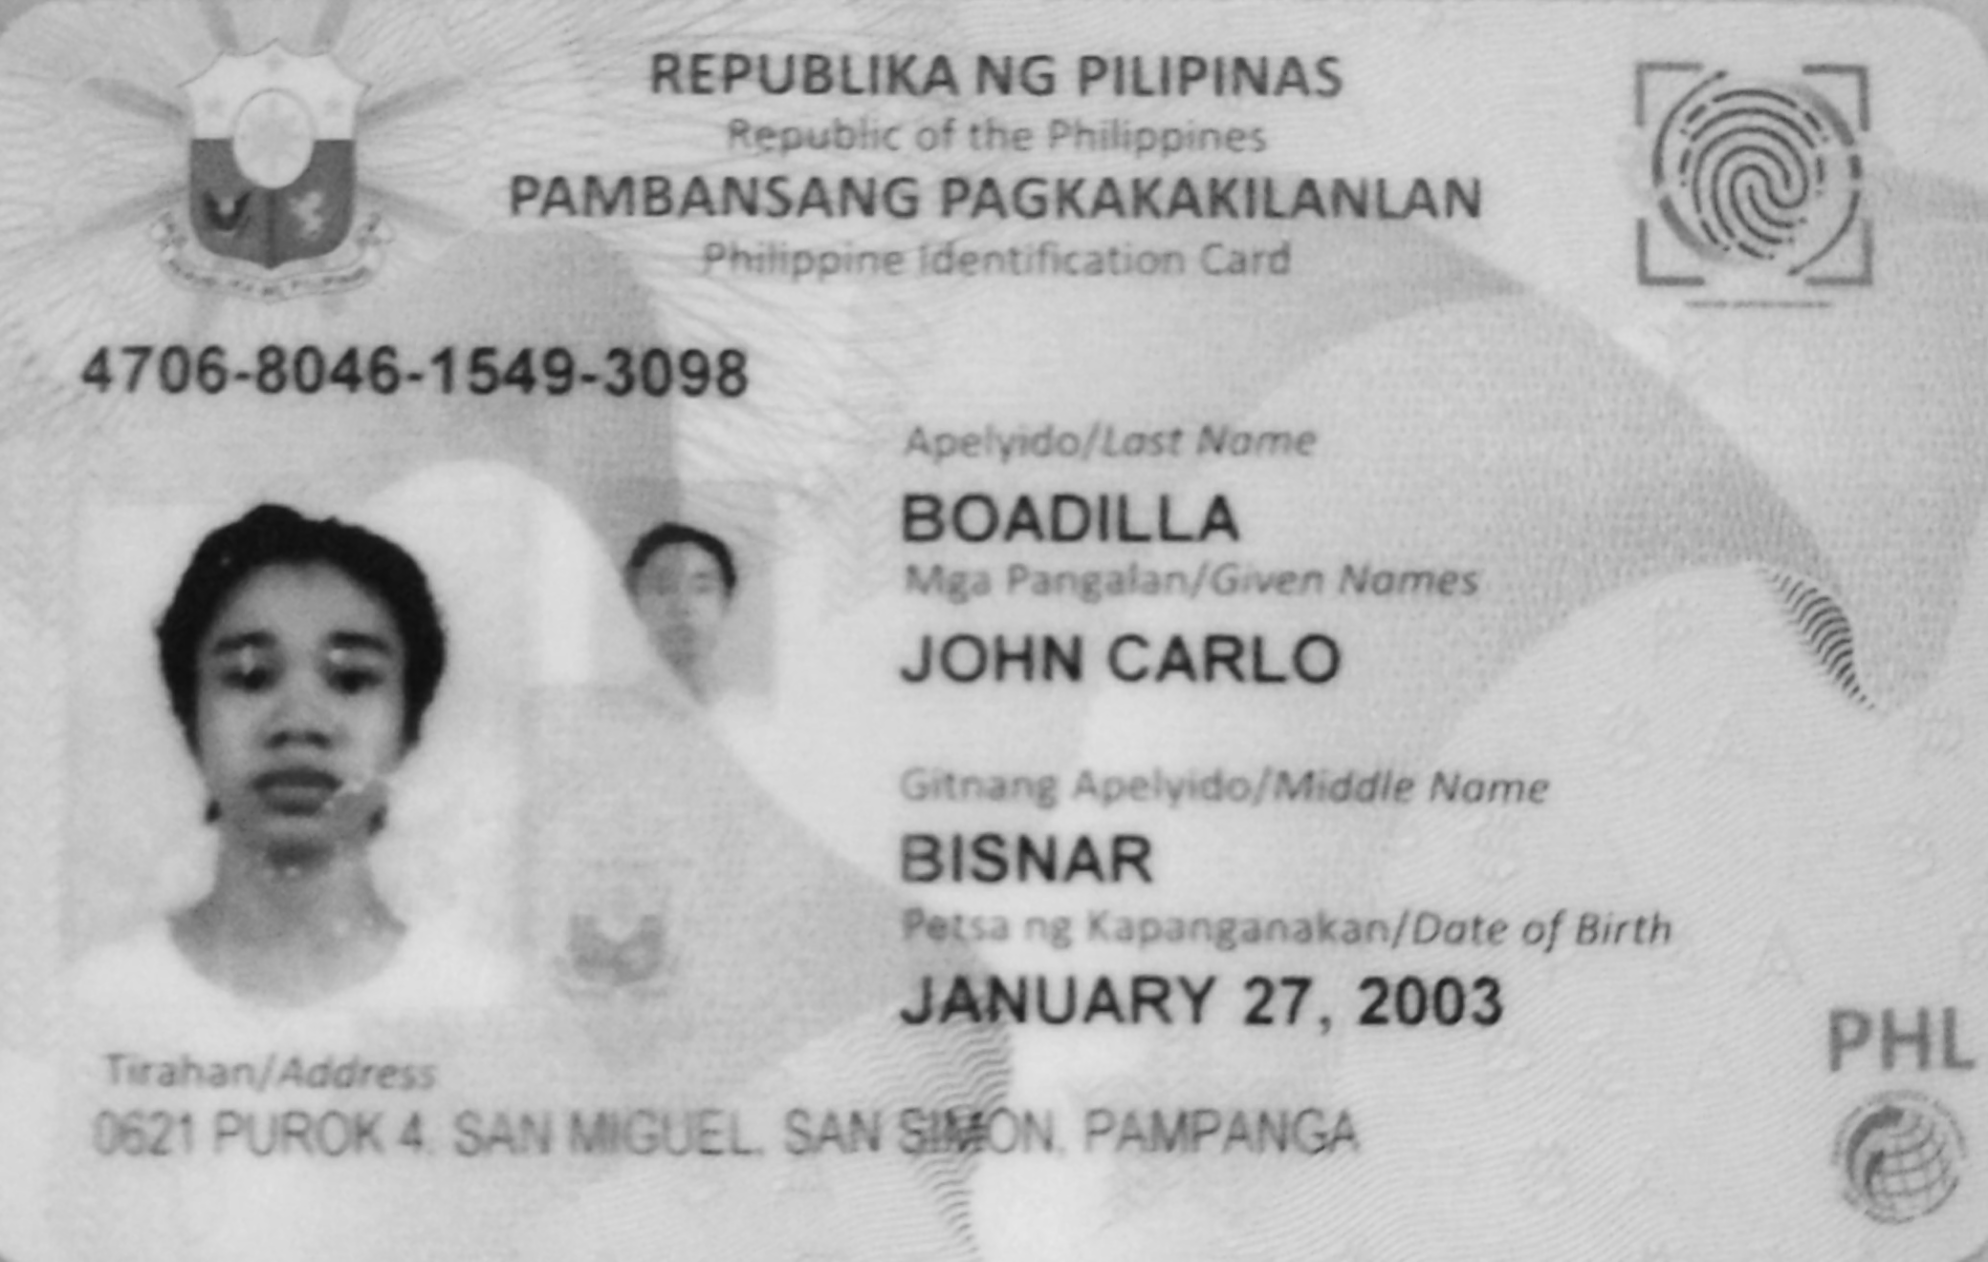 REPUBLIKA NG PILIPINAS
Republic of the Philippines
PAMBANSANG PAGKAKAKILANLAN
Philippine Identification Card
4706-8046-1549-3098
Apelyido/Last Name
BOADILLA
Mga Pangalan/Given Names
JOHN CARLO
Gitnang Apelyido/Middle Name
BISNAR
Petsa ng Kapanganakan/Date of Birth
JANUARY 27, 2003
PHL
Tirahan/Address
0621 PUROK 4, SAN MIGUEL, SAN SIMON, PAMPANGA